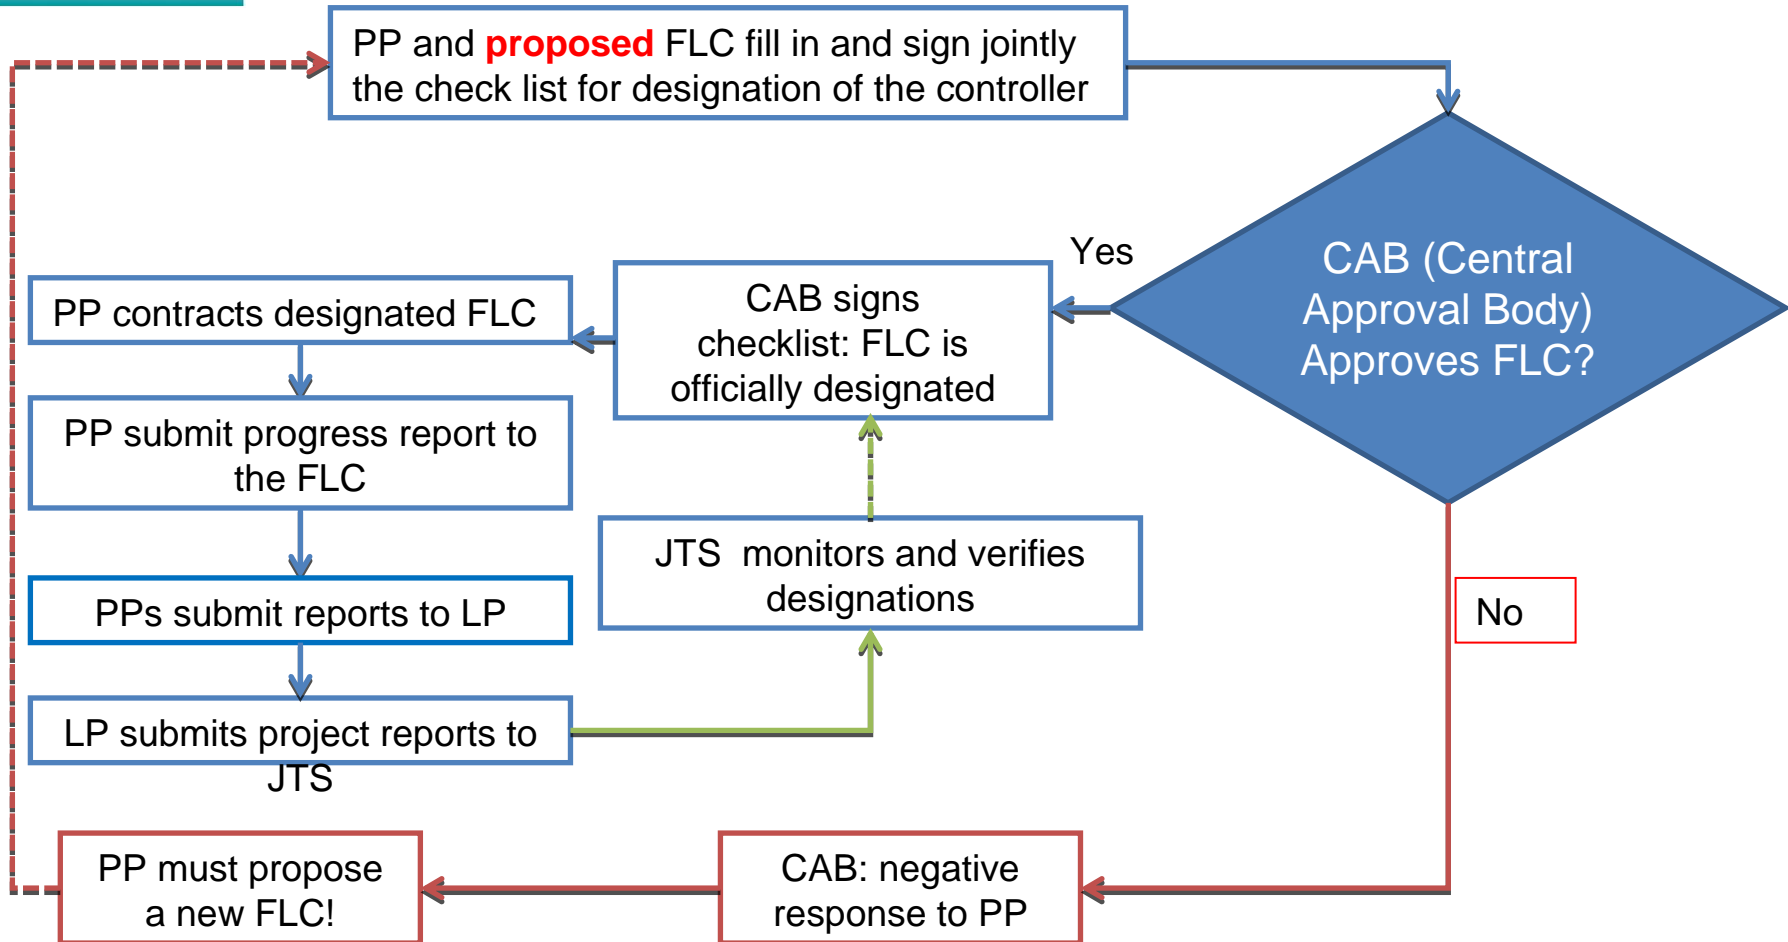 PP and proposed FLC fill in and sign jointly
the check list for designation of the controller
CAB (Central
Approval Body)
Approves FLC?
Yes
CAB signs
checklist: FLC is
officially designated
PP contracts designated FLC
PP submit progress report to
the FLC
PPs submit reports to LP
LP submits project reports to
JTS
JTS monitors and verifies
designations
No
CAB: negative
response to PP
PP must propose
a new FLC!